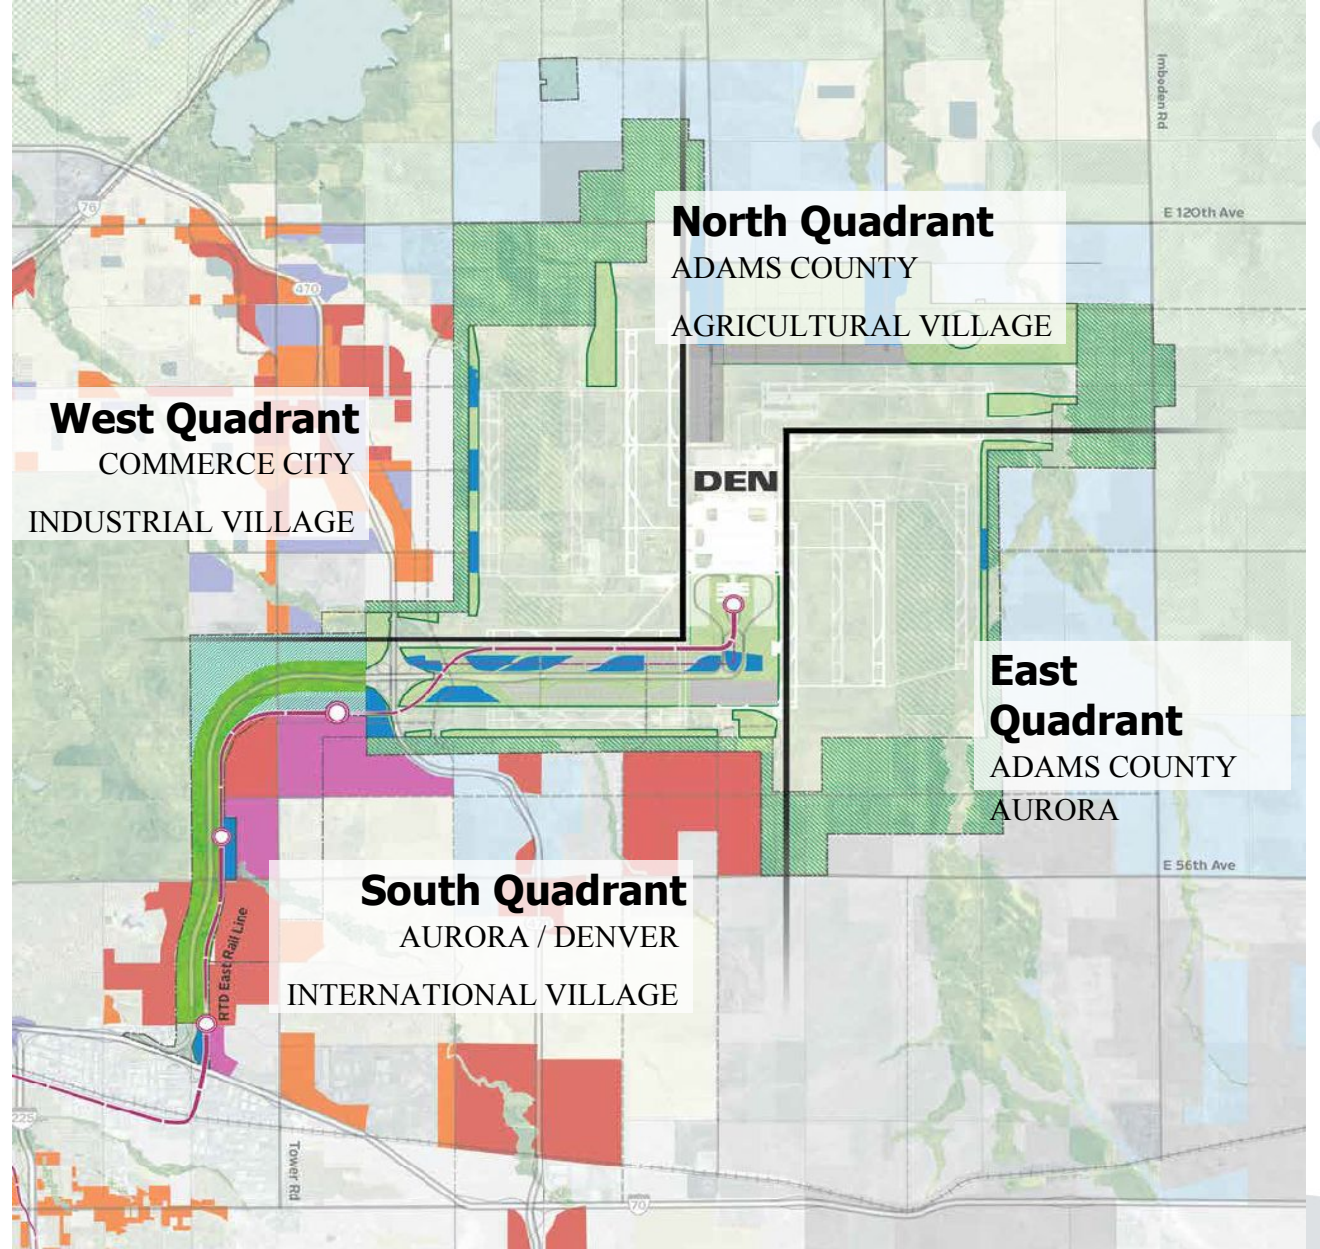 Imboden Rd
76
E 120th Ave
North Quadrant
ADAMS COUNTY
AGRICULTURAL VILLAGE
470
West Quadrant
COMMERCE CITY
INDUSTRIAL VILLAGE
DEN
East
Quadrant
ADAMS COUNTY
AURORA
E 56th Ave
South Quadrant
AURORA / DENVER
INTERNATIONAL VILLAGE
RTD East Rail Line
225
Tower Rd
70